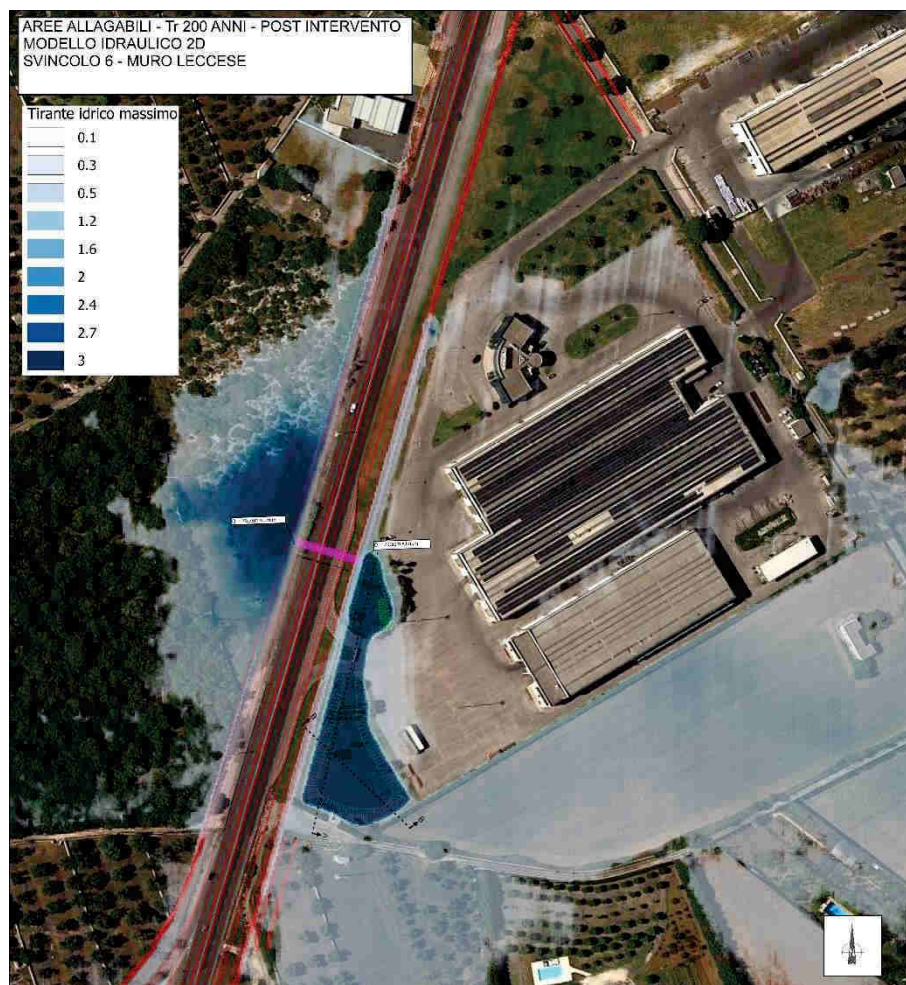 AREE ALLAGABILI - Tr 200 ANNI - POST INTERVENTO
MODELLO IDRAULICO 2D
SVINCOLO 6 - MURO LECCESE
Tirante idrico massimo
0.1
0.3
0.5
1.2
1.6
2
2.4
2.7
3